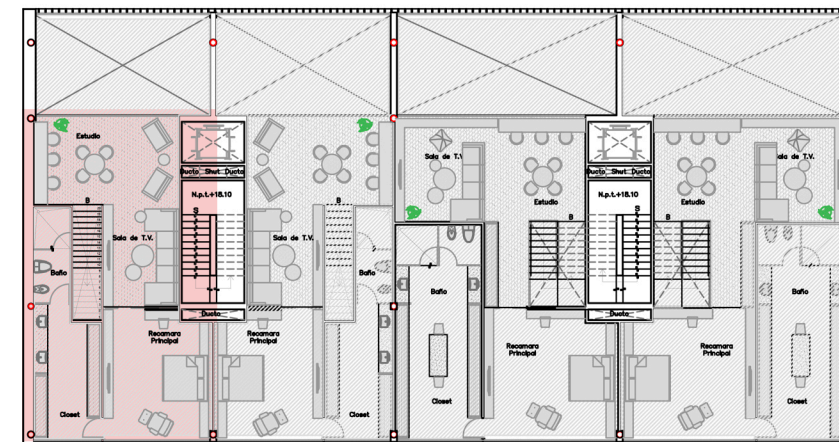 Estudio
Sala de T.V.
B
Baño
Closet
Recamara
Principal
Ducto Shut Ducto
N.p.t.+18.10
S
Ducto
Sala de T.V.
B
Baño
Recamara
Principal
Closet
Sala de T.V
Estudio
B
Baño
Recamara
Principal
Closet
Ducto Shut Ducto
N.p.t.+18.10
S
Ducto
Estudio
B
ala de T.V.
Baño
Recamara
Principal
Closet